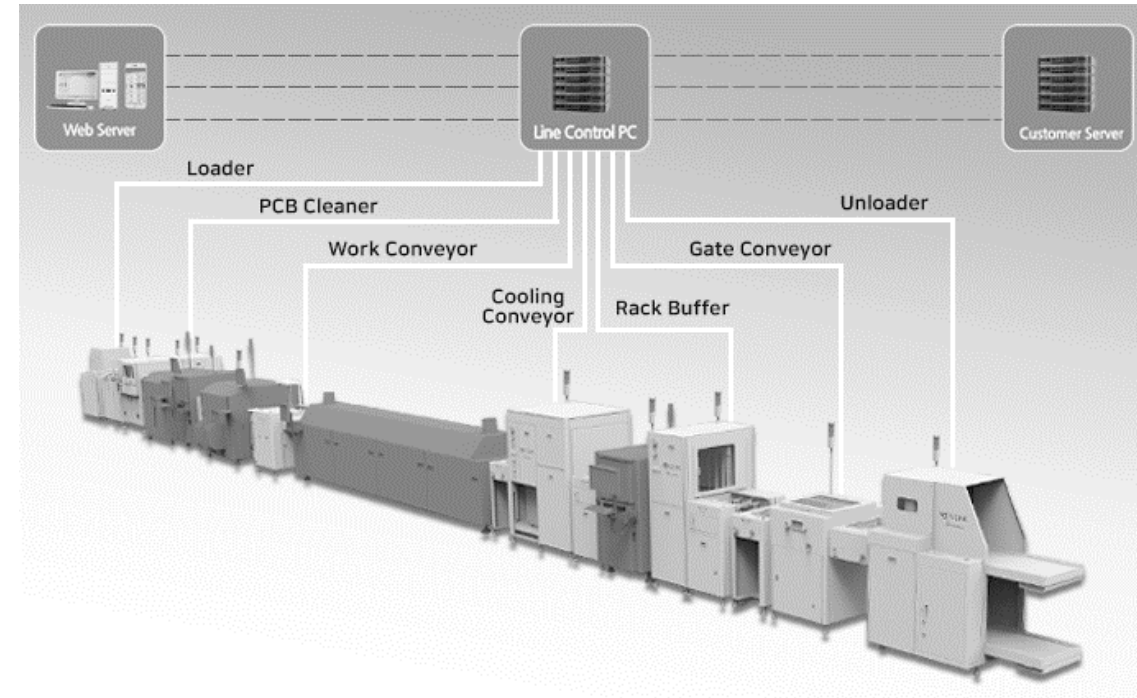 Web Server
Line Control PC
Customer Server
Loader
PCB Cleaner
Unloader
Work Conveyor
Gate Conveyor
Cooling
Conveyor
Rack Buffer